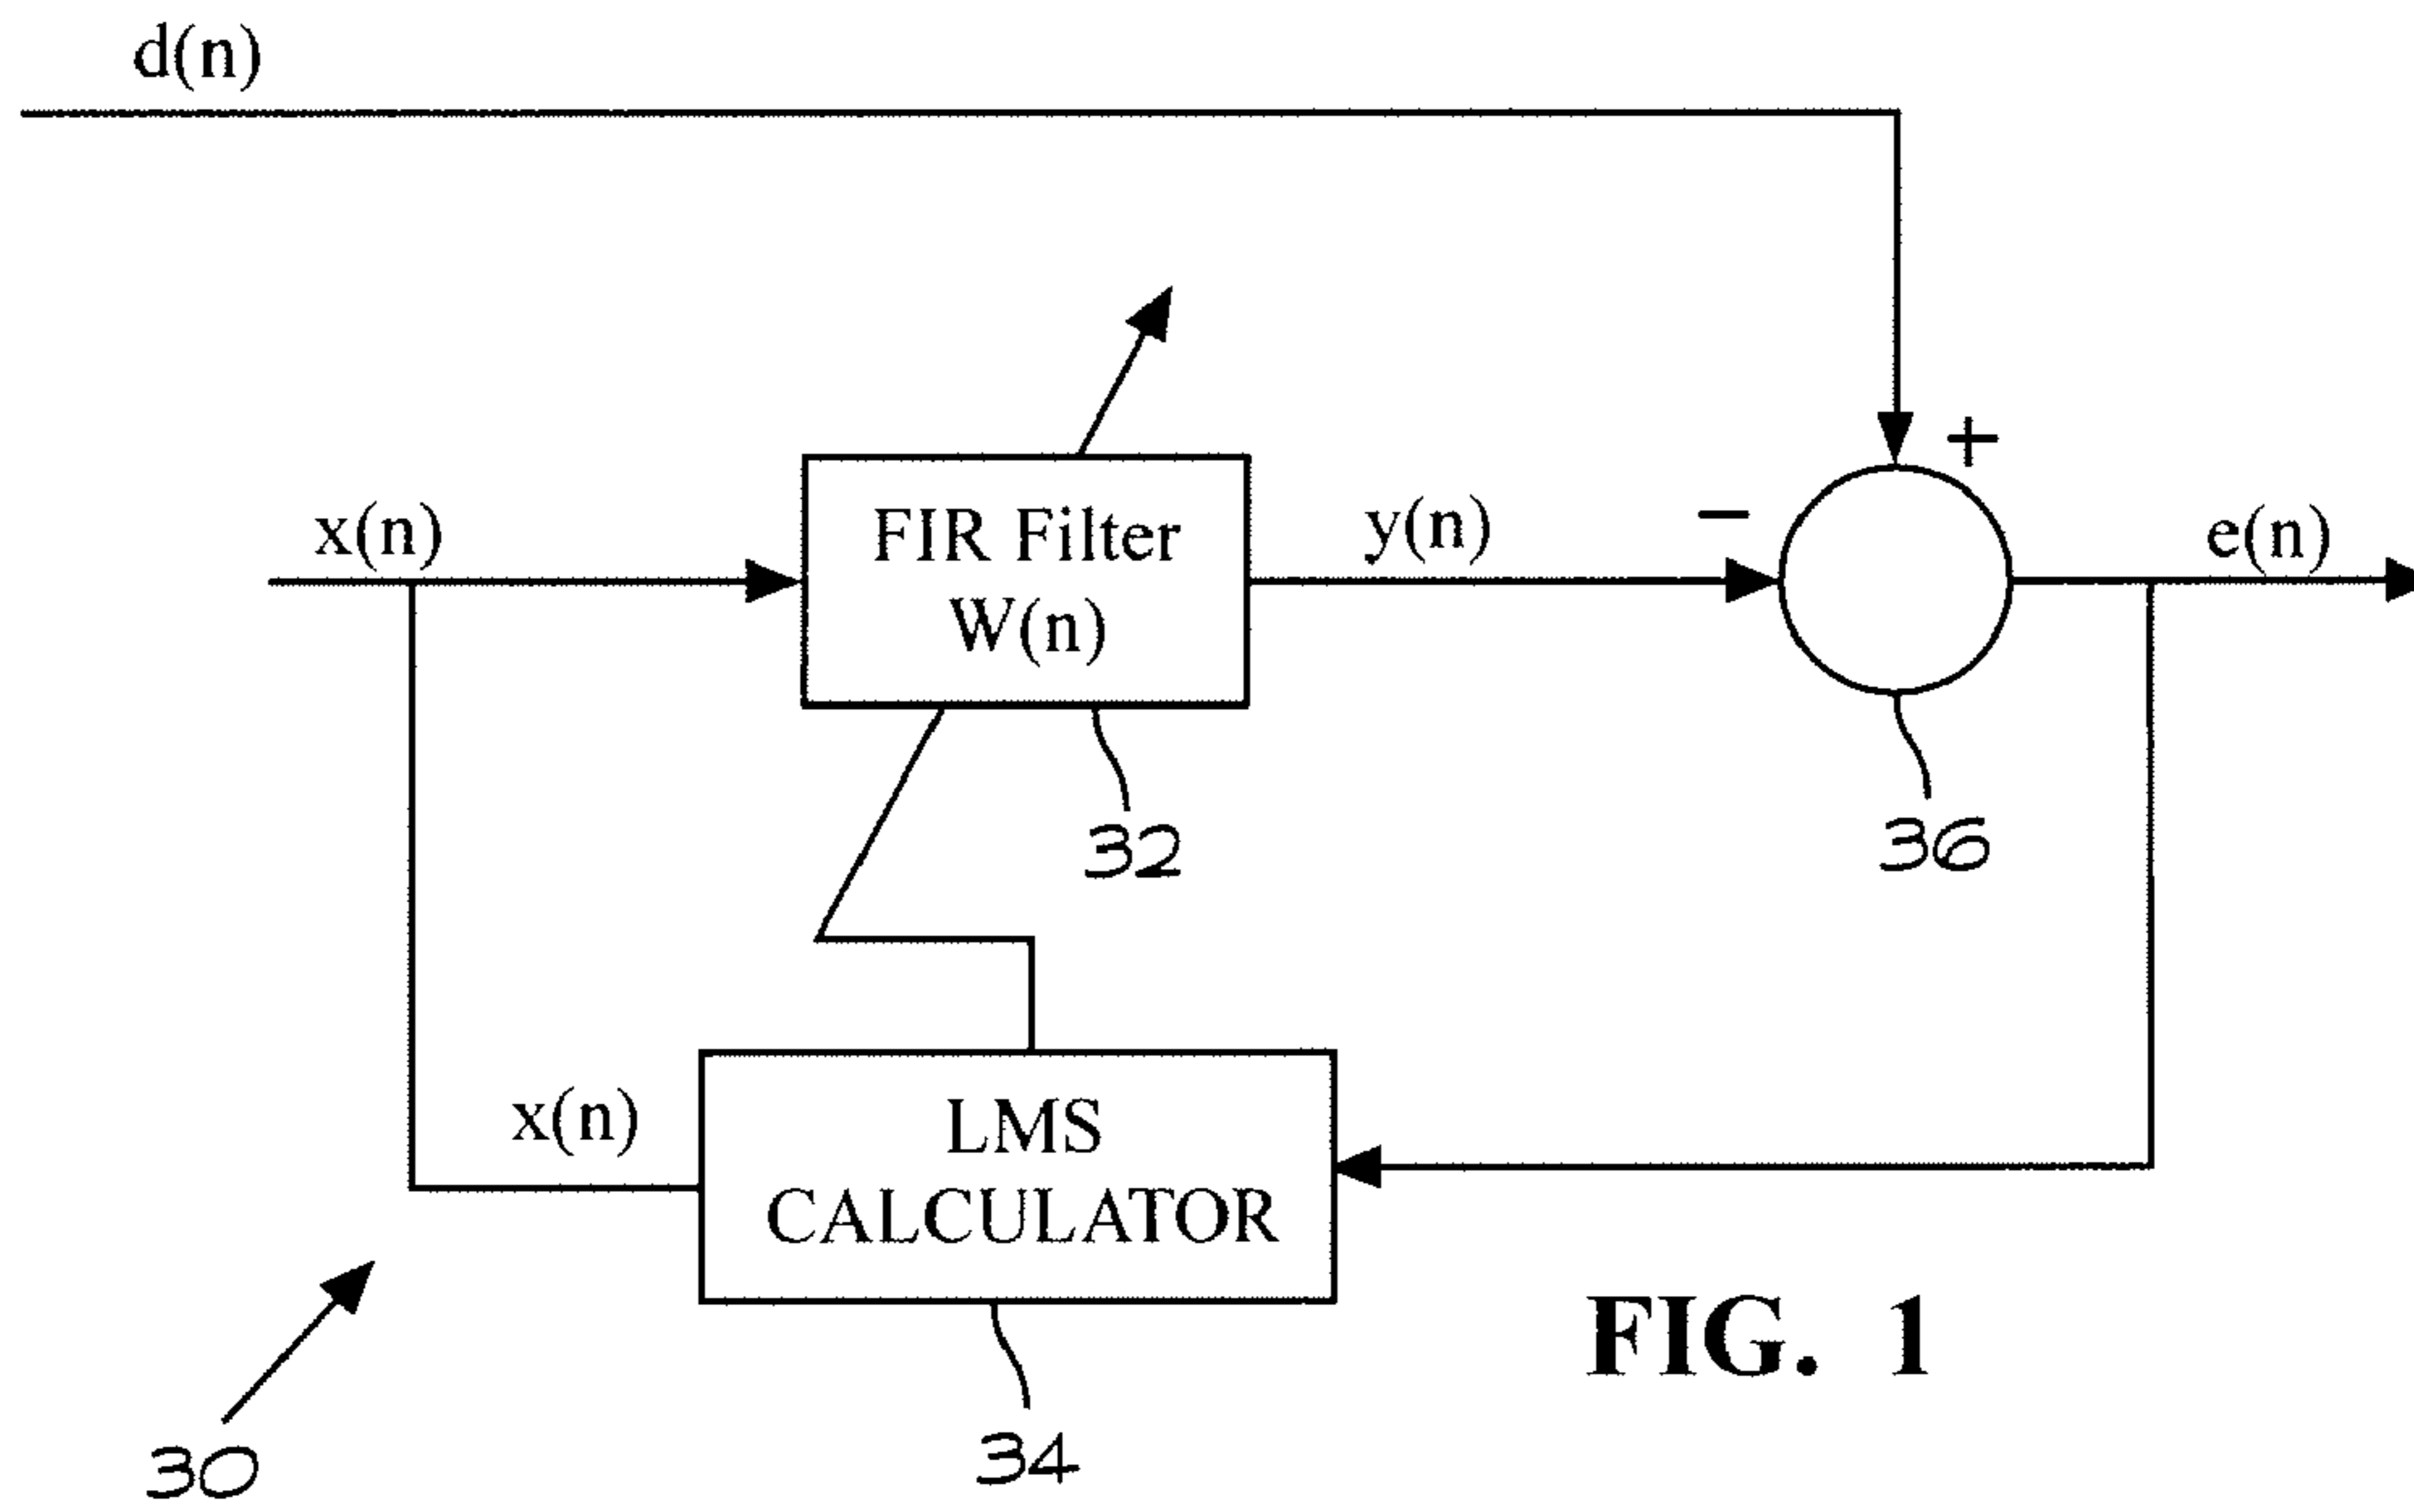 d(n)
x(n)
FIR Filter
W(n)
y(n)
−
+
e(n)
32
36
x(n)
LMS
CALCULATOR
FIG. 1
30
34